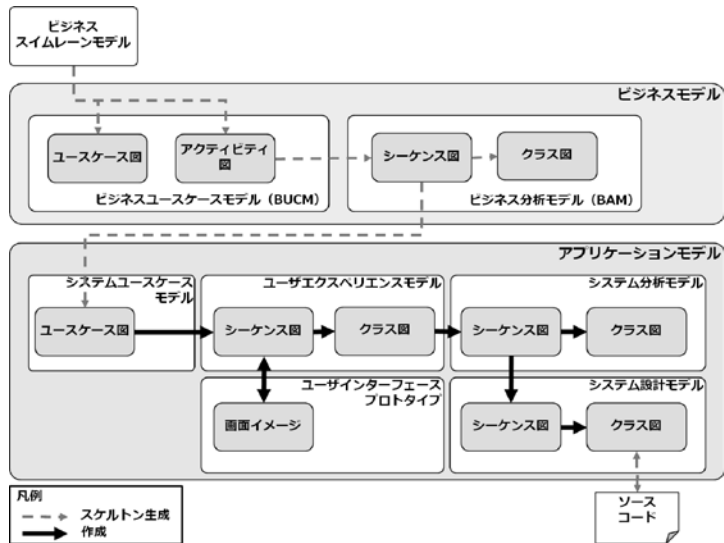 ビジネス
スイムレーンモデル
ビジネスモデル
ユースケース図
アクティビティ
図
シーケンス図
クラス図
ビジネスユースケースモデル（BUCM）
ビジネス分析モデル（BAM）
アプリケーションモデル
システムユースケース
モデル
ユーザエクスペリエンスモデル
システム分析モデル
ユースケース図
シーケンス図
クラス図
シーケンス図
クラス図
ユーザインターフェース
プロトタイプ
システム設計モデル
画面イメージ
シーケンス図
クラス図
凡例
スケルトン生成
作成
ソース
コード